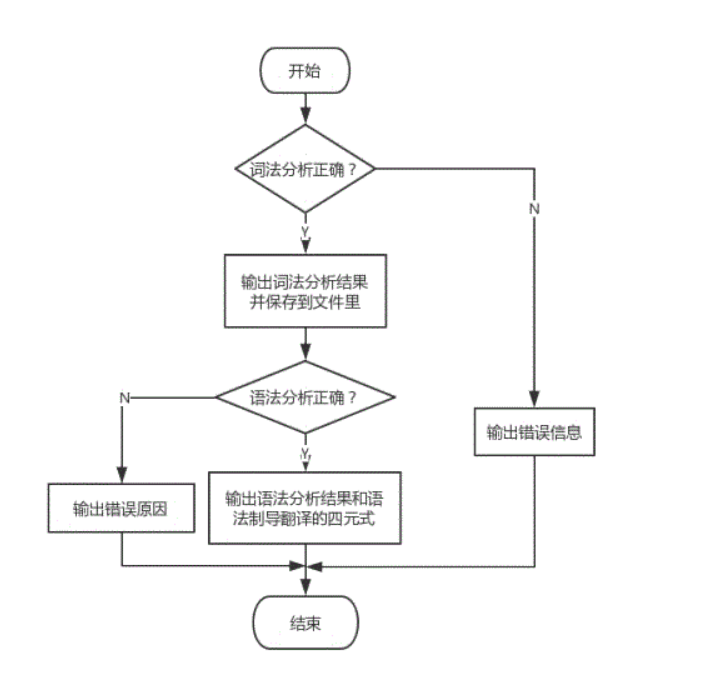 开始
词法分析正确？
N
Y
输出词法分析结果
并保存到文件里
语法分析正确？
N
输出错误信息
Y
输出错误原因
输出语法分析结果和语
法制导翻译的四元式
结束